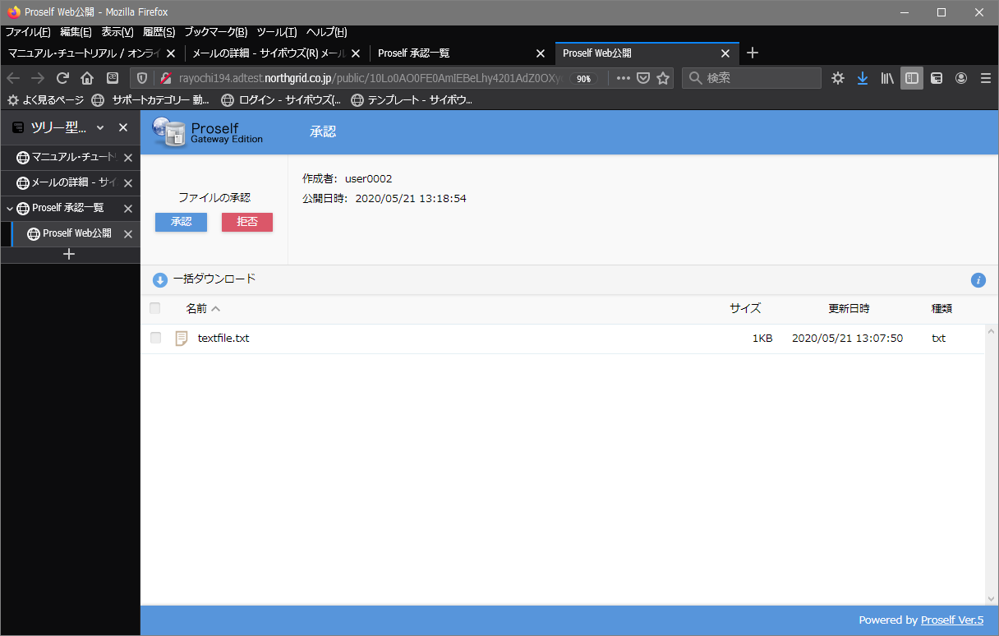 Proself Web公開 - Mozilla Firefox
ファイル(F) 編集(E) 表示(V) 履歴(S) ブックマーク(B) ツール(T) ヘルプ(H)
マニュアル・チュートリアル / オンライ メールの詳細 - サイボウズ(R) メール Proself 承認一覧 Proself Web公開
rayochi194.adtest.northgrid.co.jp/public/ 90% 検索
よく見るページ サポートカテゴリー 動... ログイン - サイボウズ(... テンプレート - サイボウ...
ツリー型...
マニュアル・チュート
メールの詳細 - サイ
Proself 承認一覧
Proself Web公開
Proself
Gateway Edition
承認
ファイルの承認
承認 拒否
作成者: user0002
公開日時: 2020/05/21 13:18:54
一括ダウンロード
名前 サイズ 更新日時 種類
textfile.txt 1KB 2020/05/21 13:07:50 txt
Powered by Proself Ver.5